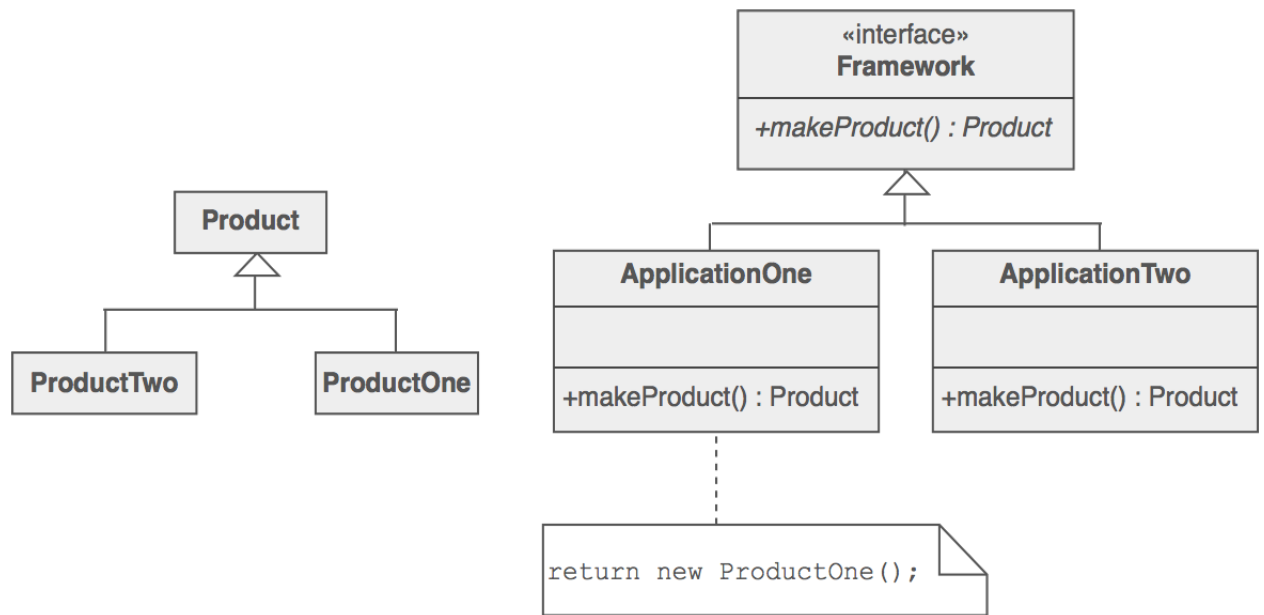 «interface»
Framework
+makeProduct() : Product
Product
ProductTwo
ProductOne
ApplicationOne
+makeProduct() : Product
ApplicationTwo
+makeProduct() : Product
return new ProductOne();